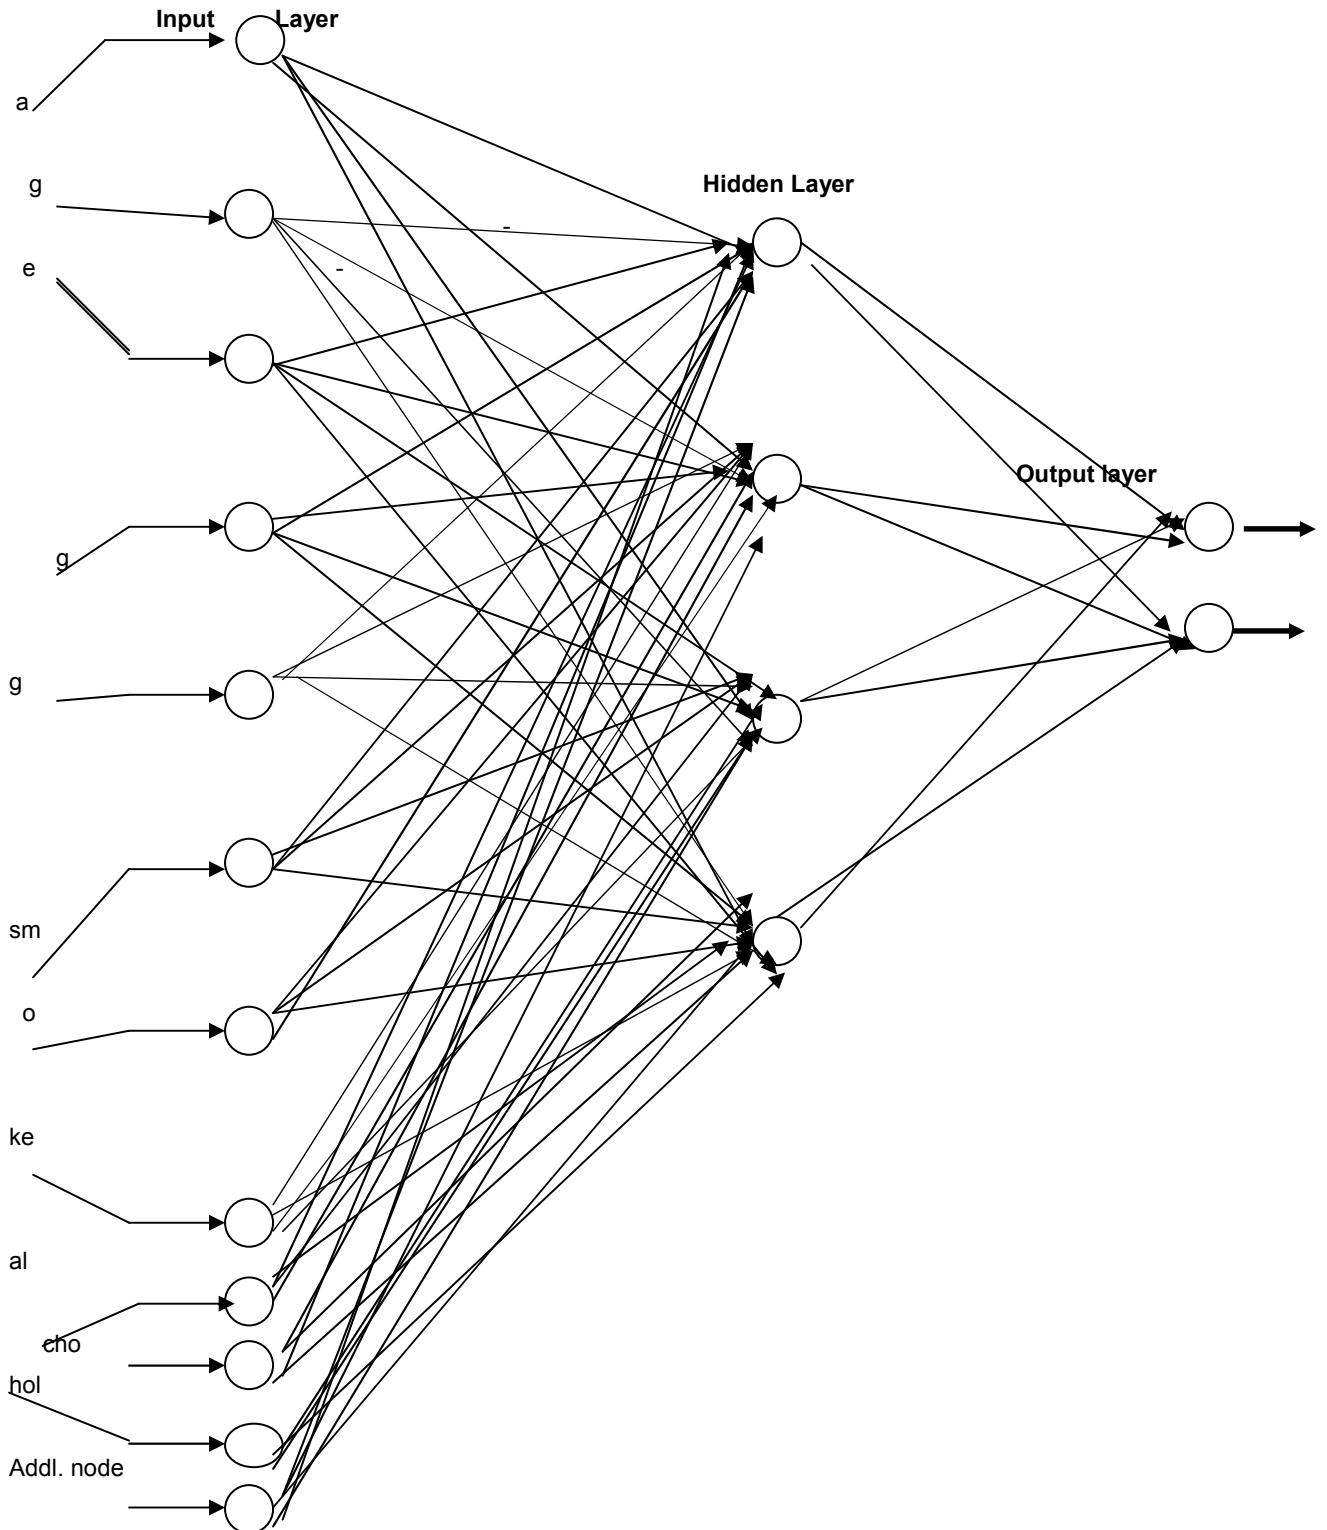 Input Layer
a
g
Hidden Layer
-
e
-
Output layer
g
g
sm
o
ke
al
cho
hol
Addl. node